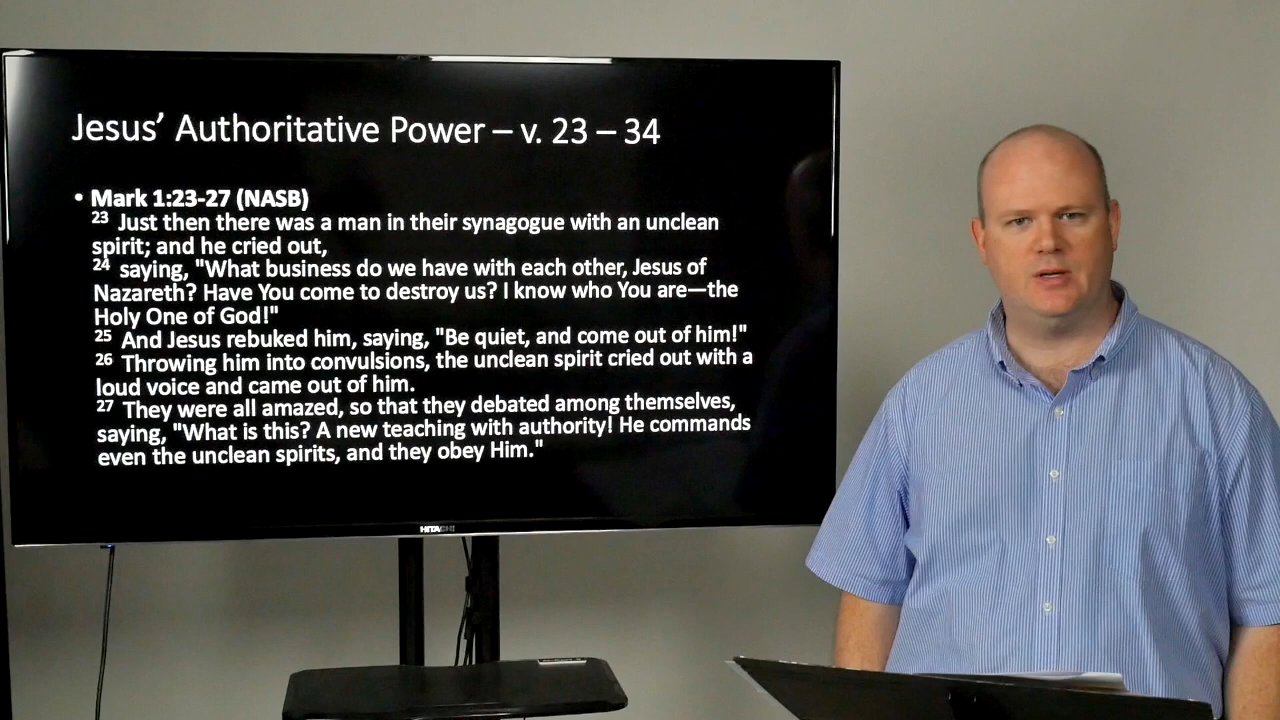 Jesus’ Authoritative Power – v. 23 – 34
• Mark 1:23-27 (NASB)
23 Just then there was a man in their synagogue with an unclean
spirit; and he cried out,
24 saying, "What business do we have with each other, Jesus of
Nazareth? Have You come to destroy us? I know who You are—the
Holy One of God!"
25 And Jesus rebuked him, saying, "Be quiet, and come out of him!"
26 Throwing him into convulsions, the unclean spirit cried out with a
loud voice and came out of him.
27 They were all amazed, so that they debated among themselves,
saying, "What is this? A new teaching with authority! He commands
even the unclean spirits, and they obey Him."
HITACHI